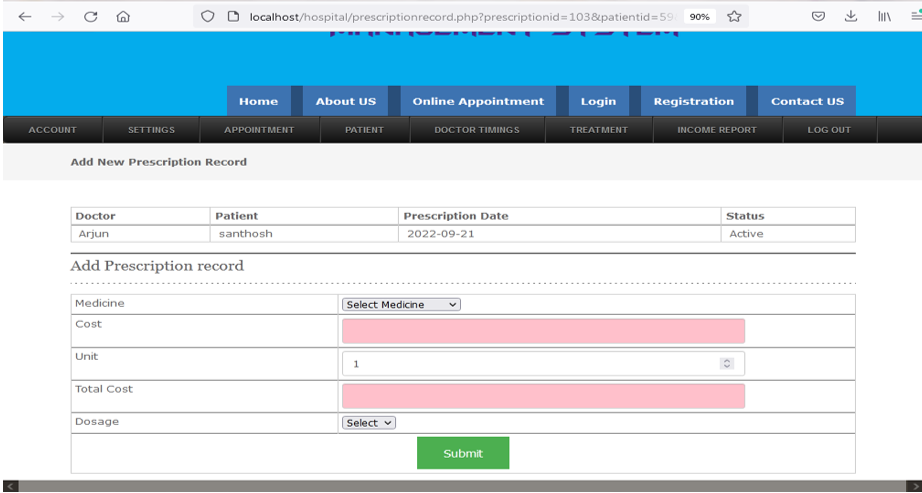 localhost/hospital/prescriptionrecord.php?prescriptionid=103&patientid=59 90%
MANAGEMENT SYSTEM
Home About US Online Appointment Login Registration Contact US
ACCOUNT SETTINGS APPOINTMENT PATIENT DOCTOR TIMINGS TREATMENT INCOME REPORT LOG OUT
Add New Prescription Record
Doctor Patient Prescription Date Status
Arjun santhosh 2022-09-21 Active
Add Prescription record
Medicine Select Medicine
Cost
Unit 1
Total Cost
Dosage Select
Submit